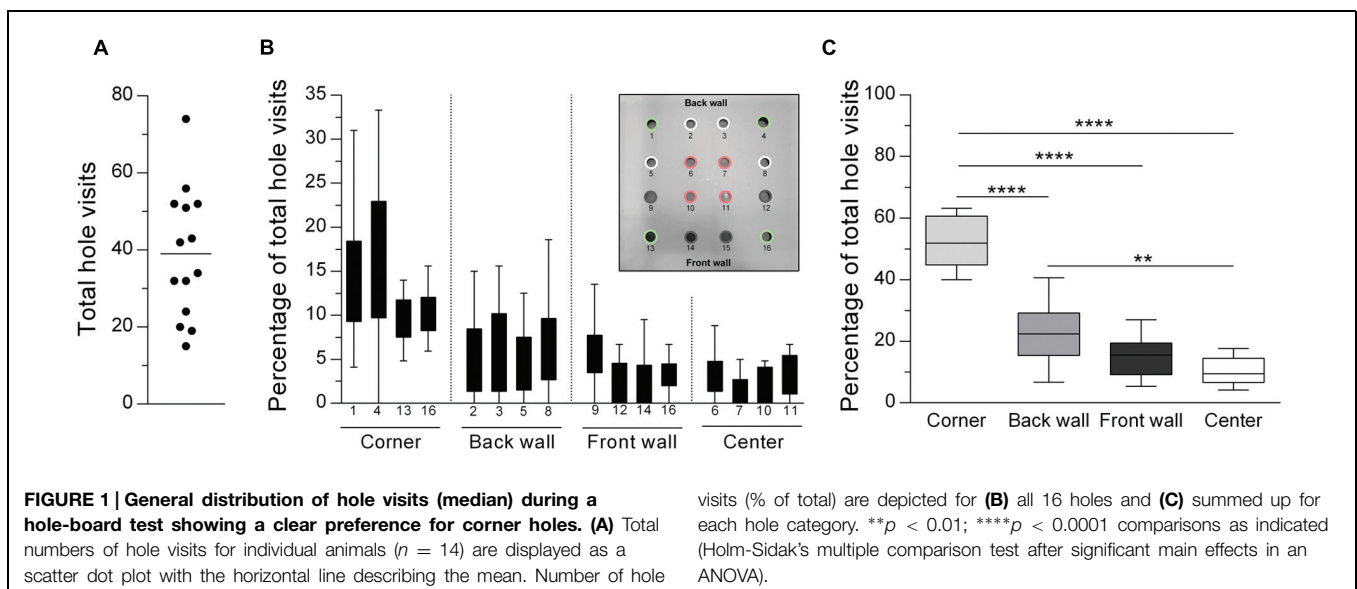 A
B
C
Total hole visits
80
60
40
20
0
Percentage of total hole visits
35
30
25
20
15
10
5
0
1 4 13 16
2 3 5 8
9 12 14 16
6 7 10 11
Corner
Back wall
Front wall
Center
Back wall
1 2 3 4
5 6 7 8
9 10 11 12
13 14 15 16
Front wall
Percentage of total hole visits
100
80
60
40
20
0
****
****
****
**
Corner Back wall Front wall Center
FIGURE 1 | General distribution of hole visits (median) during a
hole-board test showing a clear preference for corner holes. (A) Total
numbers of hole visits for individual animals (n = 14) are displayed as a
scatter dot plot with the horizontal line describing the mean. Number of hole
visits (% of total) are depicted for (B) all 16 holes and (C) summed up for
each hole category. **p < 0.01; ****p < 0.0001 comparisons as indicated
(Holm-Sidak's multiple comparison test after significant main effects in an
ANOVA).